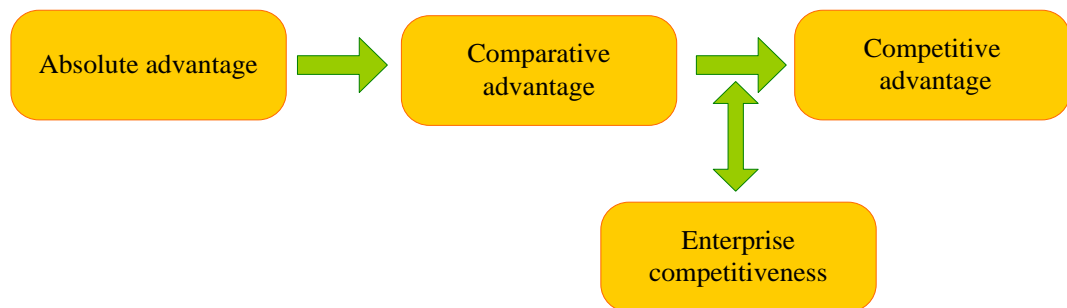 Absolute advantage
Comparative
advantage
Competitive
advantage
Enterprise
competitiveness